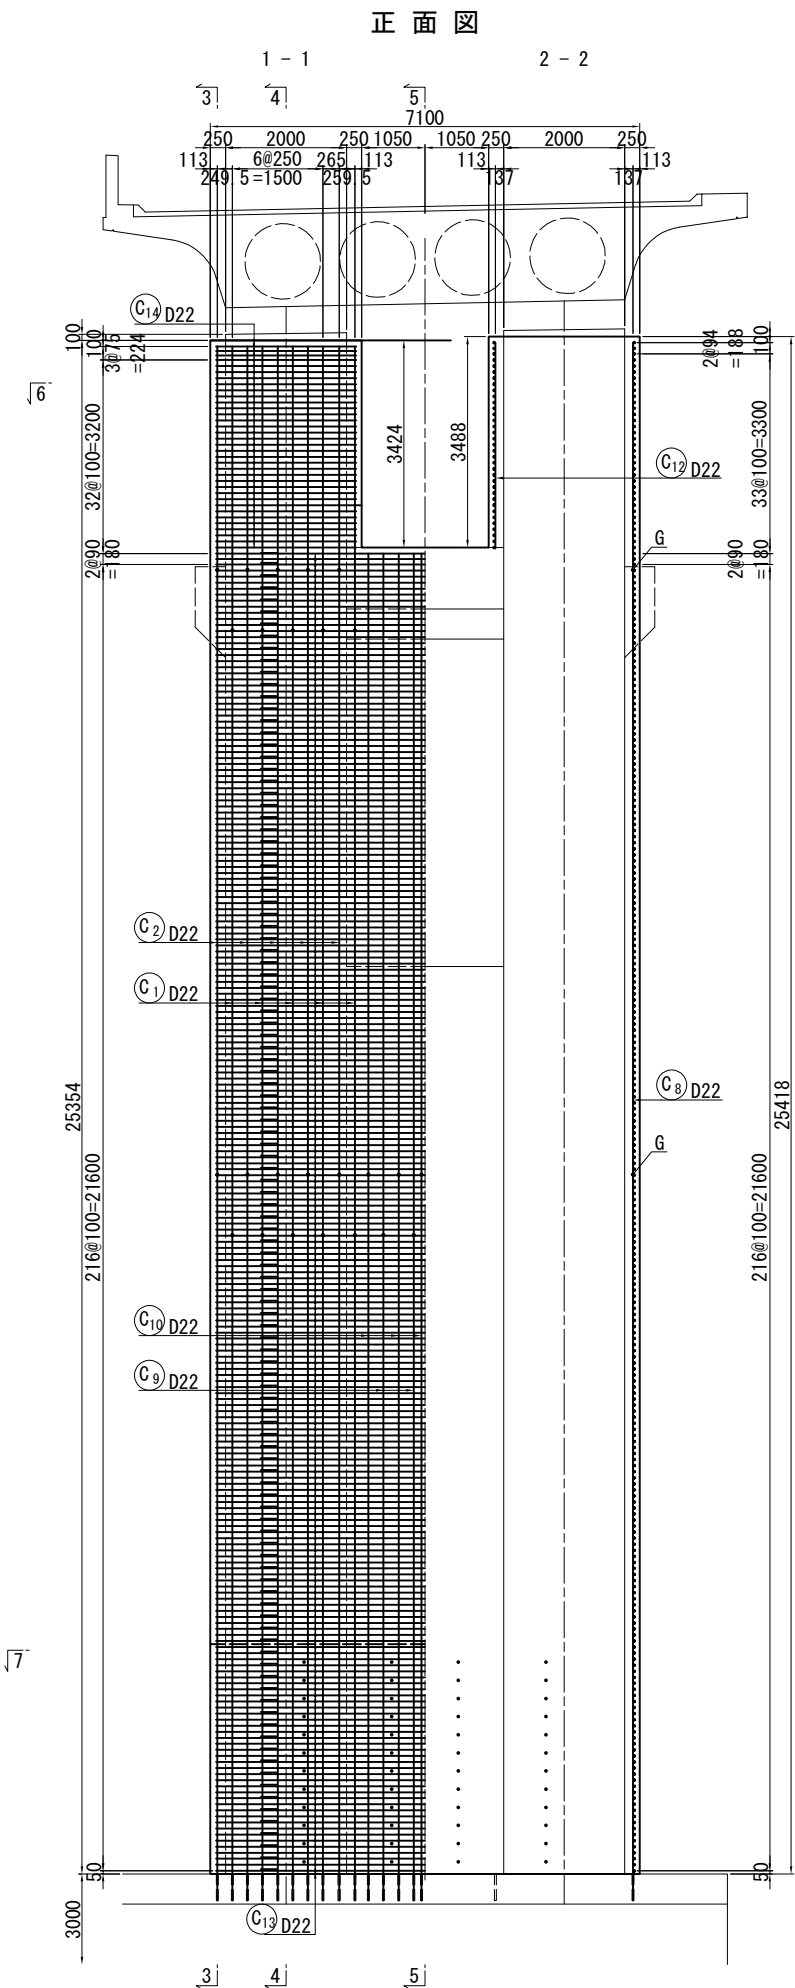 正面図
1 - 1
2 - 2
3
4
5
7100
250 2000 250 1050 1050 250 2000 250
113 6@250 265 113 113 113
249.5 =1500 259.5 137 137
C14 D22
100
100
3@75
=224
2@94
=188
100
6
32@100=3200
3424
3488
C12 D22
33@100=3300
2@90
=180
G
2@90
=180
C2 D22
C1 D22
25354
216@100=21600
C8 D22
G
25418
216@100=21600
C10 D22
C9 D22
7
50
50
3000
C13 D22
3
4
5